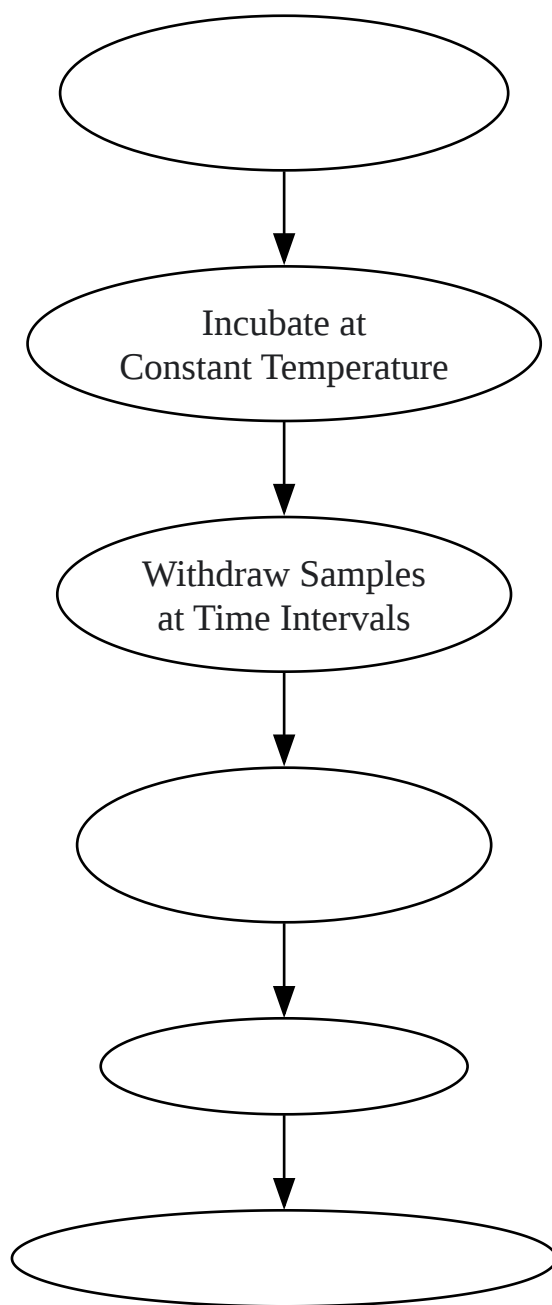 Incubate at
Constant Temperature
Withdraw Samples
at Time Intervals